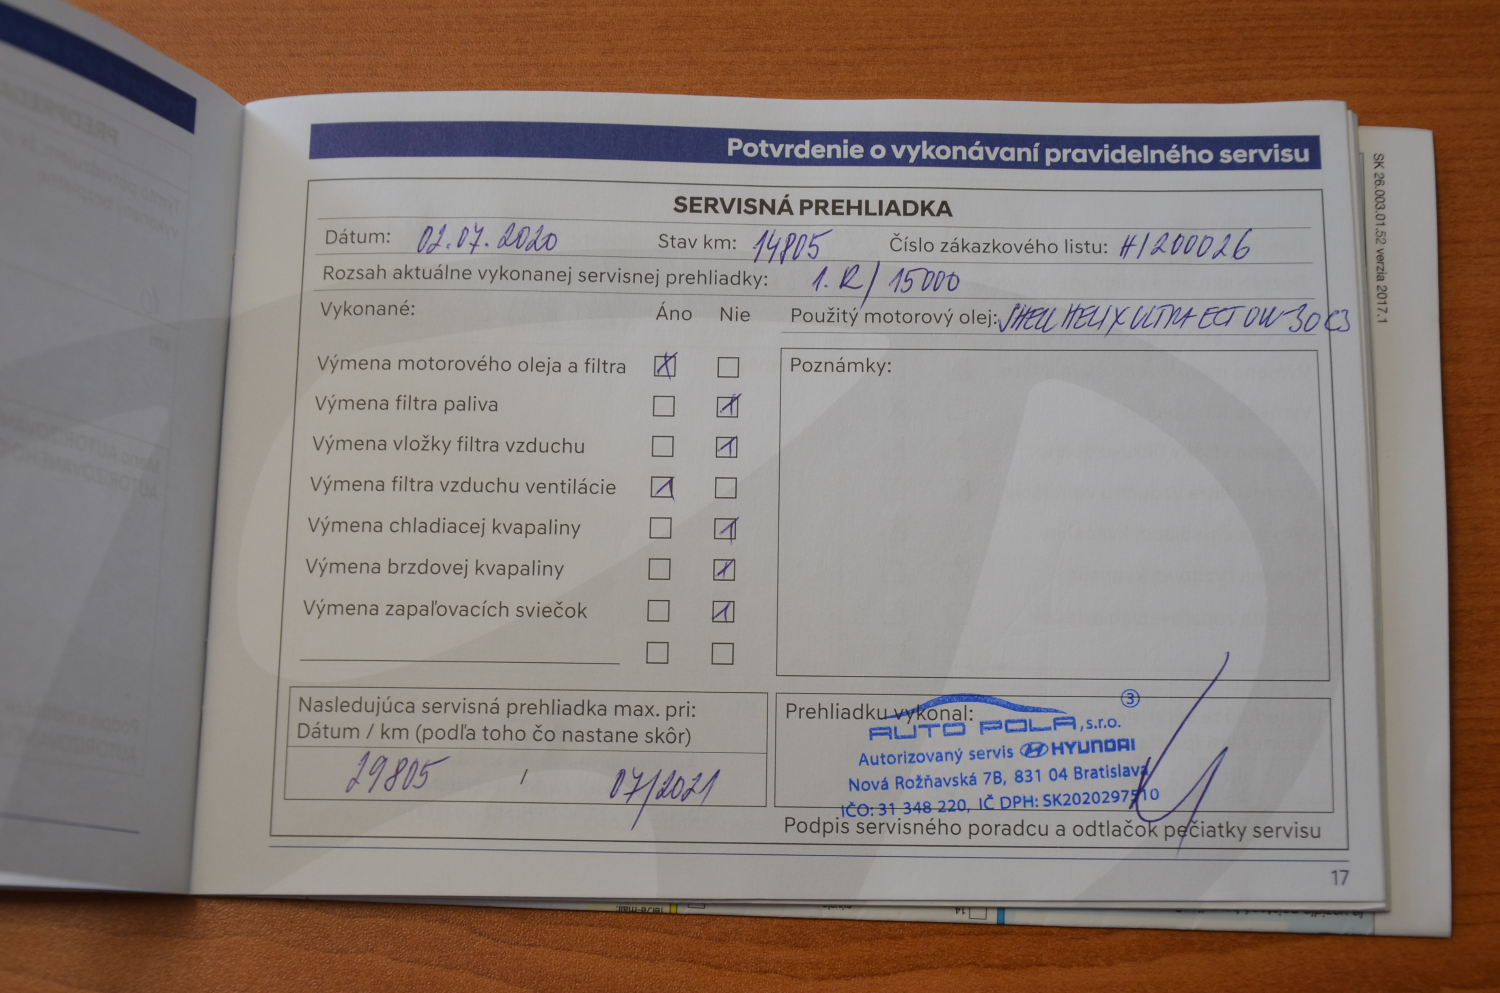 Potvrdenie o vykonávaní pravidelného servisu
SERVISNÁ PREHLIADKA
Dátum: 02.07.2020 Stav km: 14805 Číslo zákazkového listu: H1200026
Rozsah aktuálne vykonanej servisnej prehliadky: 1. R/ 15000
Vykonané: Áno Nie Použitý motorový olej: SHELL HELIX ULTRA ECT 0W-30 C3
Výmena motorového oleja a filtra X
Poznámky:
Výmena filtra paliva
Výmena vložky filtra vzduchu
Výmena filtra vzduchu ventilácie
Výmena chladiacej kvapaliny
Výmena brzdovej kvapaliny
Výmena zapaľovacích sviečok
Nasledujúca servisná prehliadka max. pri:
Dátum / km (podľa toho čo nastane skôr)
29805 / 07/2021
Prehliadku vykonal:
3
AUTO POLA, s.r.o.
Autorizovaný servis HYUNDAI
Nová Rožňavská 7B, 831 04 Bratislava
IČO: 31 348 220, IČ DPH: SK2020297510
Podpis servisného poradcu a odtlačok pečiatky servisu
17
SK 26.003.01.52 verzia 2017.1